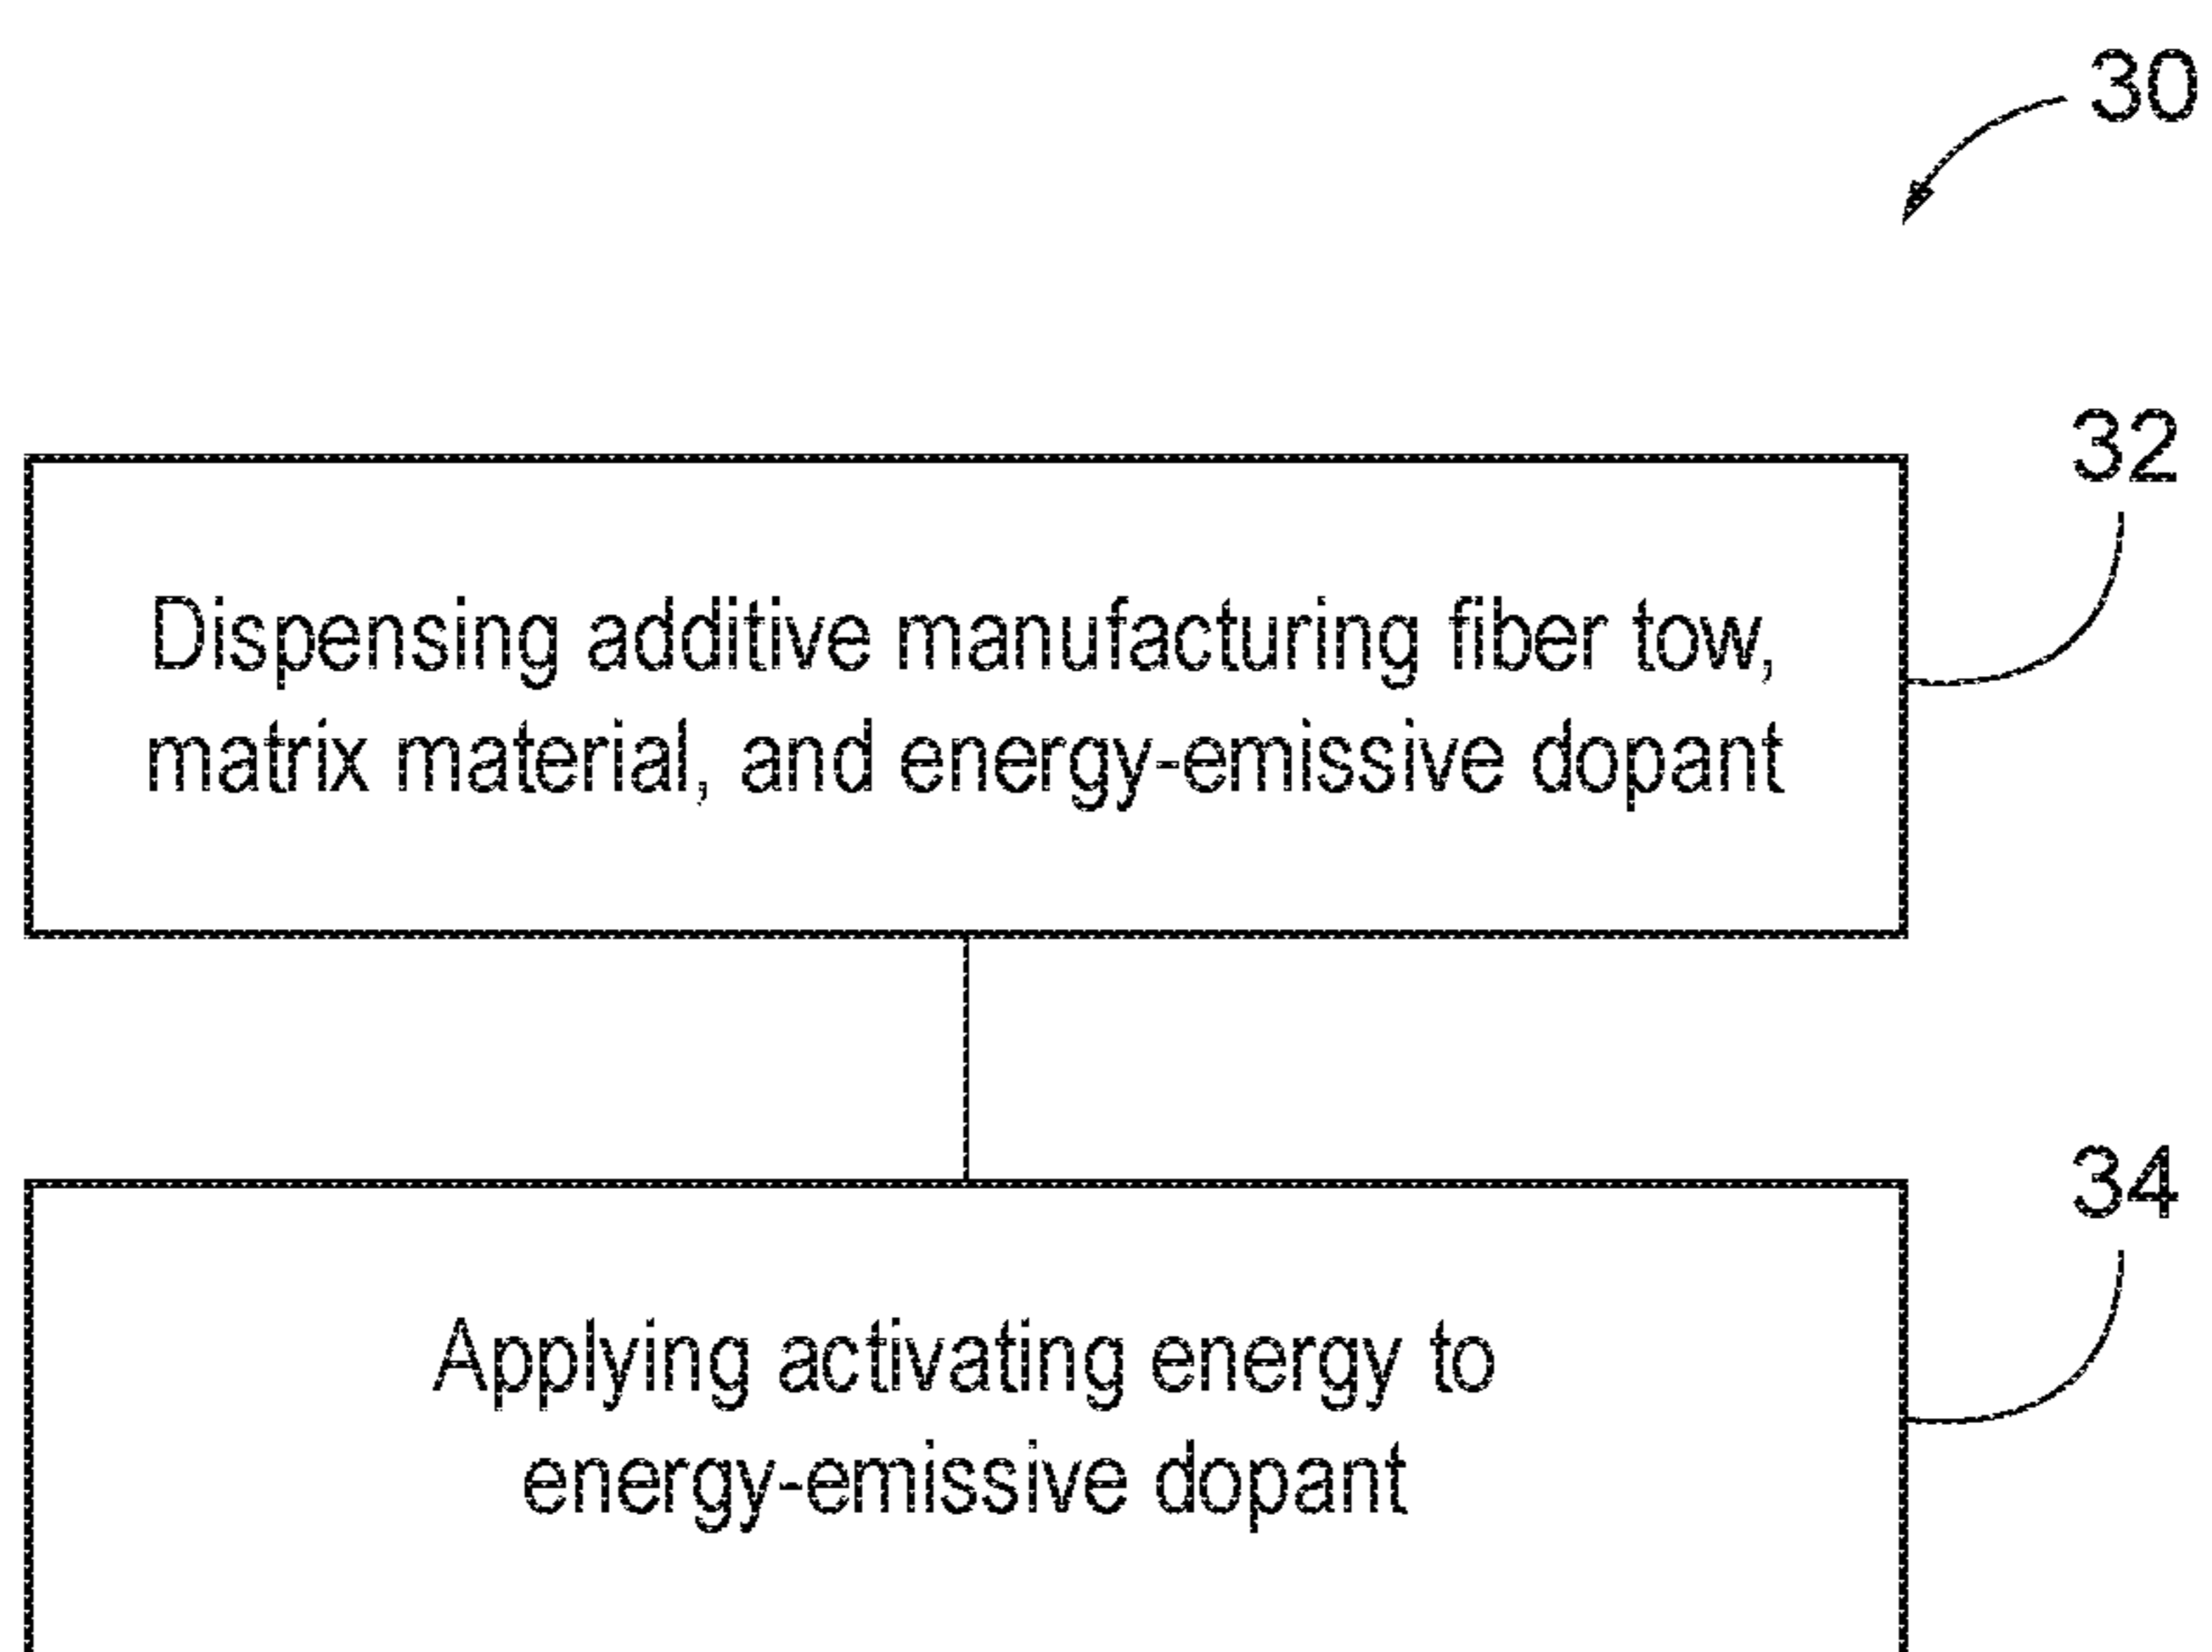 30
32
Dispensing additive manufacturing fiber tow,
matrix material, and energy-emissive dopant
34
Applying activating energy to
energy-emissive dopant